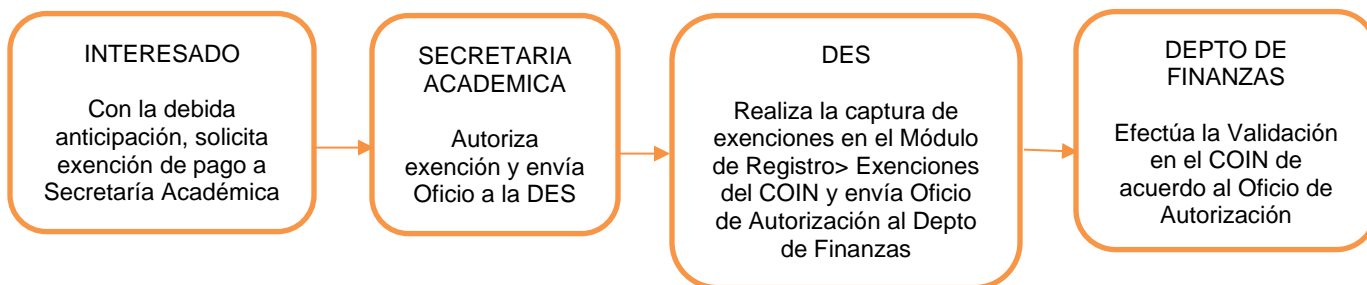 INTERESADO
Con la debida
anticipación, solicita
exención de pago a
Secretaría Académica
SECRETARIA
ACADEMICA
Autoriza
exención y envía
Oficio a la DES
DES
Realiza la captura de
exenciones en el Módulo
de Registro> Exenciones
del COIN y envía Oficio
de Autorización al Depto
de Finanzas
DEPTO DE
FINANZAS
Efectúa la Validación
en el COIN de
acuerdo al Oficio de
Autorización